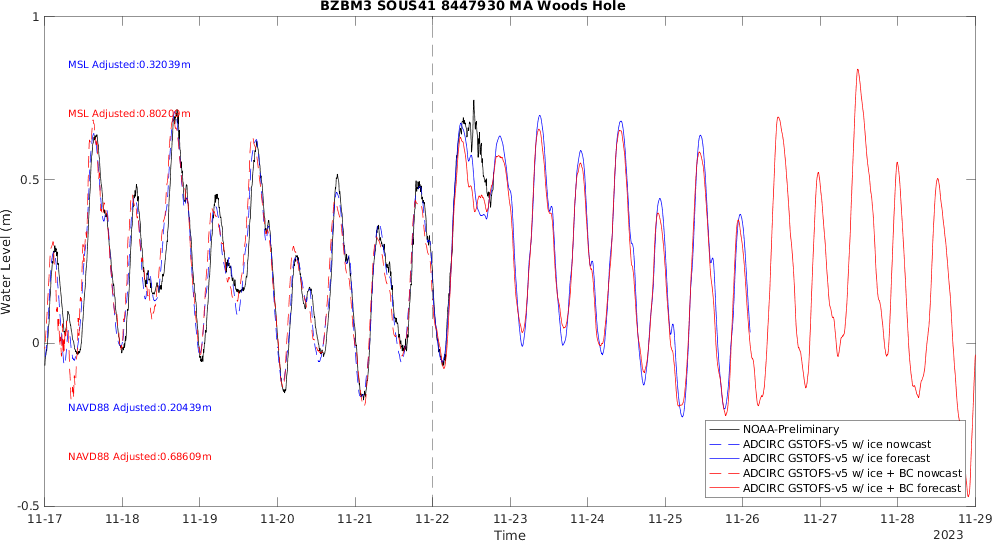 BZBM3 SOUS41 8447930 MA Woods Hole
1
MSL Adjusted:0.32039m
MSL Adjusted:0.80209m
0.5
Water Level (m)
0
NAVD88 Adjusted:0.20439m
NAVD88 Adjusted:0.68609m
NOAA-Preliminary
ADCIRC GSTOFS-v5 w/ ice nowcast
ADCIRC GSTOFS-v5 w/ ice forecast
ADCIRC GSTOFS-v5 w/ ice + BC nowcast
ADCIRC GSTOFS-v5 w/ ice + BC forecast
-0.5
11-17 11-18 11-19 11-20 11-21 11-22 11-23 11-24 11-25 11-26 11-27 11-28 11-29
Time
2023